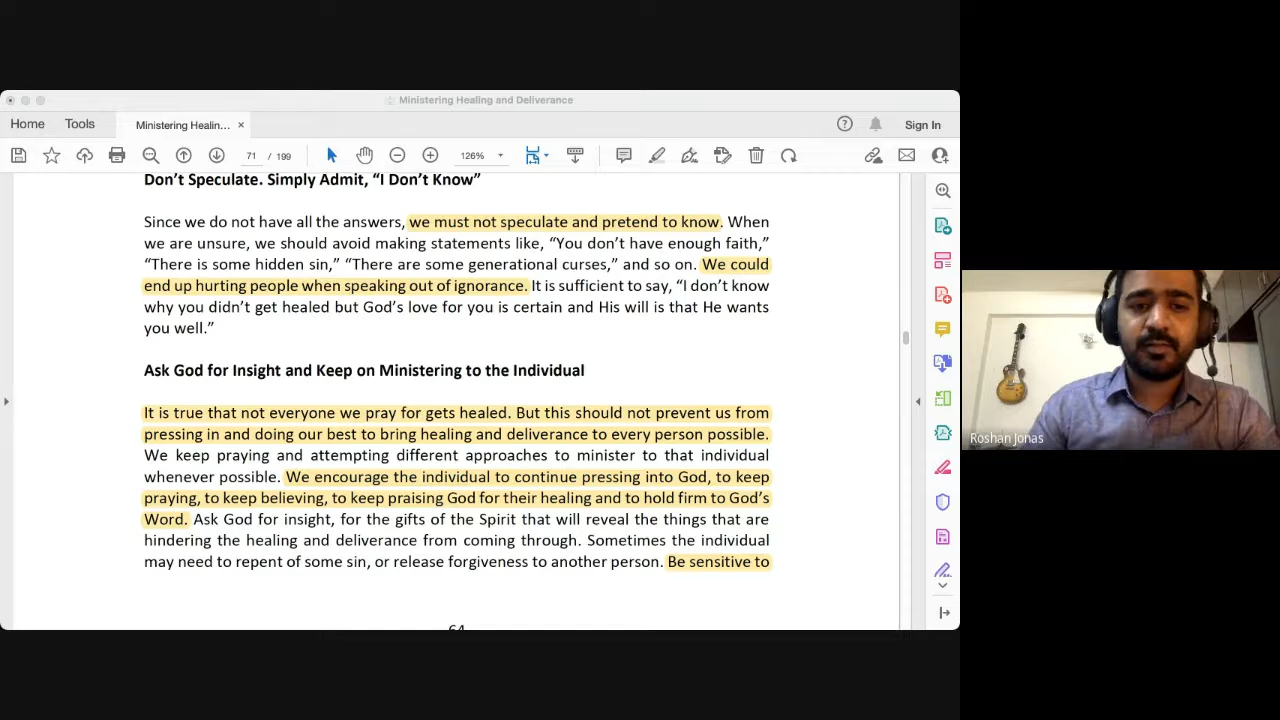 Ministering Healing and Deliverance
Home
Tools
Ministering Healin...
Sign In
71 / 199
126%
Don’t Speculate. Simply Admit, “I Don’t Know”
Since we do not have all the answers, we must not speculate and pretend to know. When
we are unsure, we should avoid making statements like, “You don’t have enough faith,”
“There is some hidden sin,” “There are some generational curses,” and so on. We could
end up hurting people when speaking out of ignorance. It is sufficient to say, “I don’t know
why you didn’t get healed but God’s love for you is certain and His will is that He wants
you well.”
Ask God for Insight and Keep on Ministering to the Individual
It is true that not everyone we pray for gets healed. But this should not prevent us from
pressing in and doing our best to bring healing and deliverance to every person possible.
We keep praying and attempting different approaches to minister to that individual
whenever possible. We encourage the individual to continue pressing into God, to keep
praying, to keep believing, to keep praising God for their healing and to hold firm to God’s
Word. Ask God for insight, for the gifts of the Spirit that will reveal the things that are
hindering the healing and deliverance from coming through. Sometimes the individual
may need to repent of some sin, or release forgiveness to another person. Be sensitive to
64
Roshan Jonas